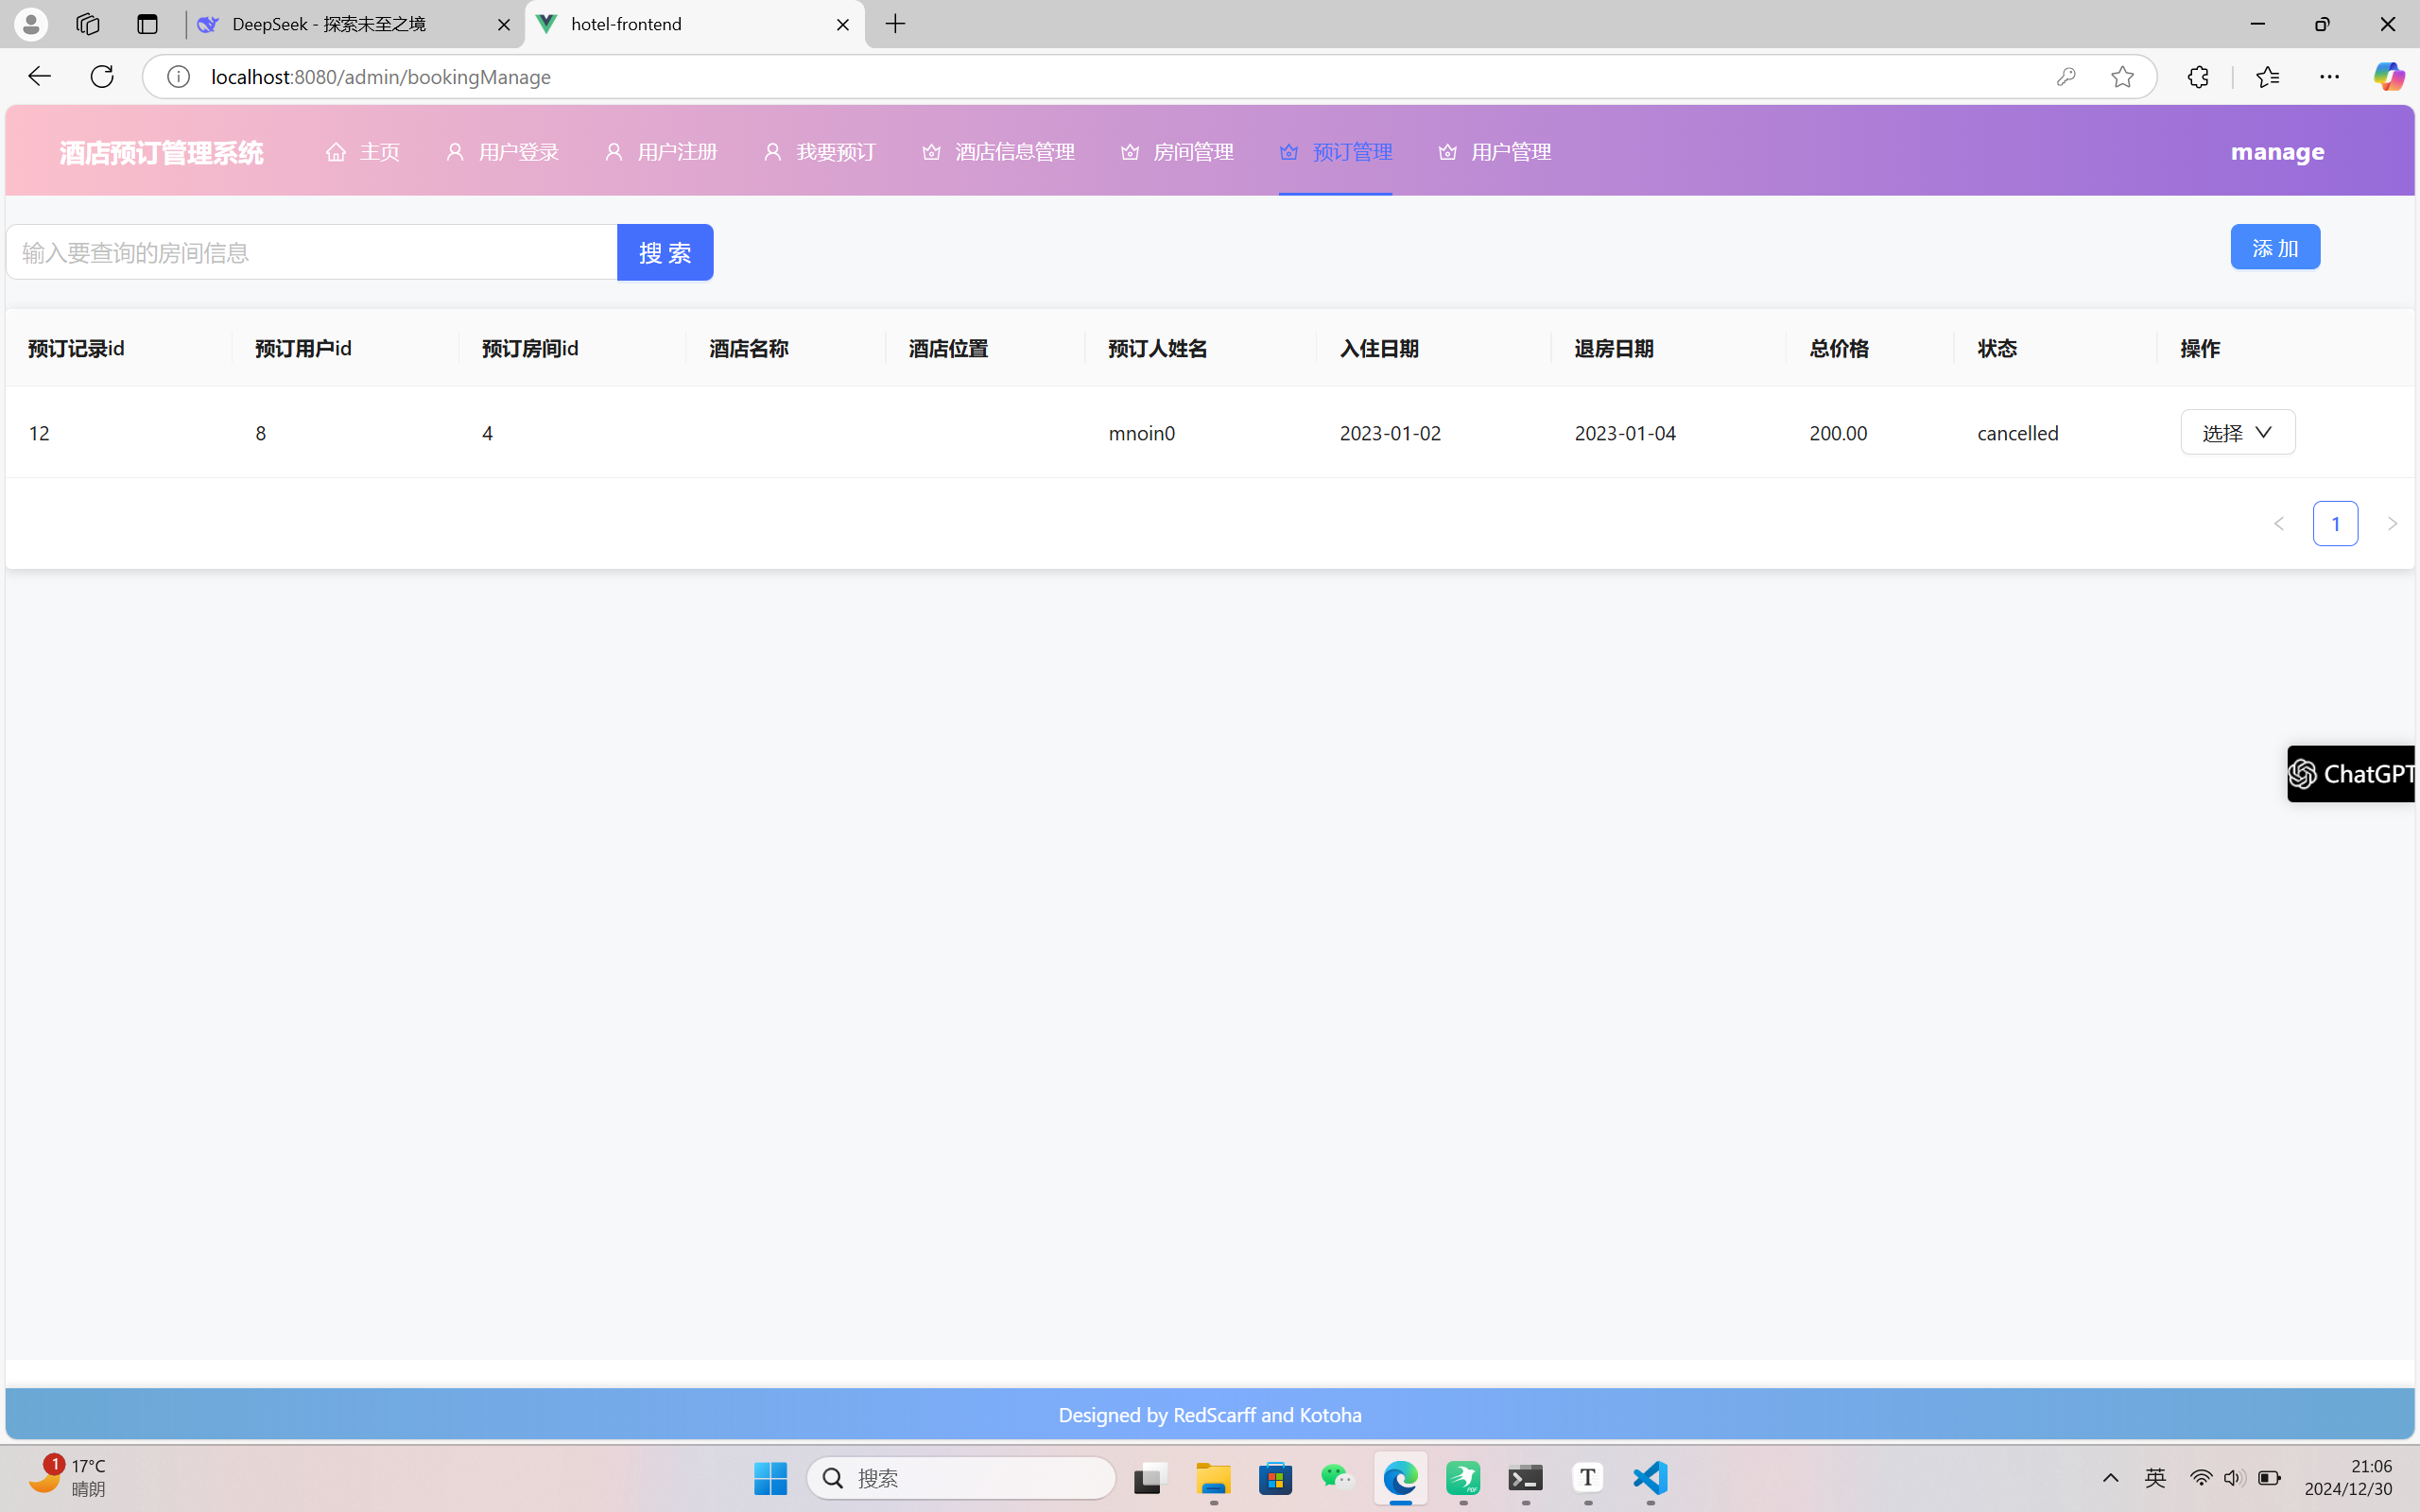 DeepSeek - 探索未至之境
hotel-frontend
localhost:8080/admin/bookingManage
酒店预订管理系统 主页 用户登录 用户注册 我要预订 酒店信息管理 房间管理 预订管理 用户管理 manage
输入要查询的房间信息 搜 索 添 加
预订记录id 预订用户id 预订房间id 酒店名称 酒店位置 预订人姓名 入住日期 退房日期 总价格 状态 操作
12 8 4 mnoin0 2023-01-02 2023-01-04 200.00 cancelled 选择
1
ChatGPT
Designed by RedScarff and Kotoha
1 17°C
晴朗
搜索
英
21:06
2024/12/30